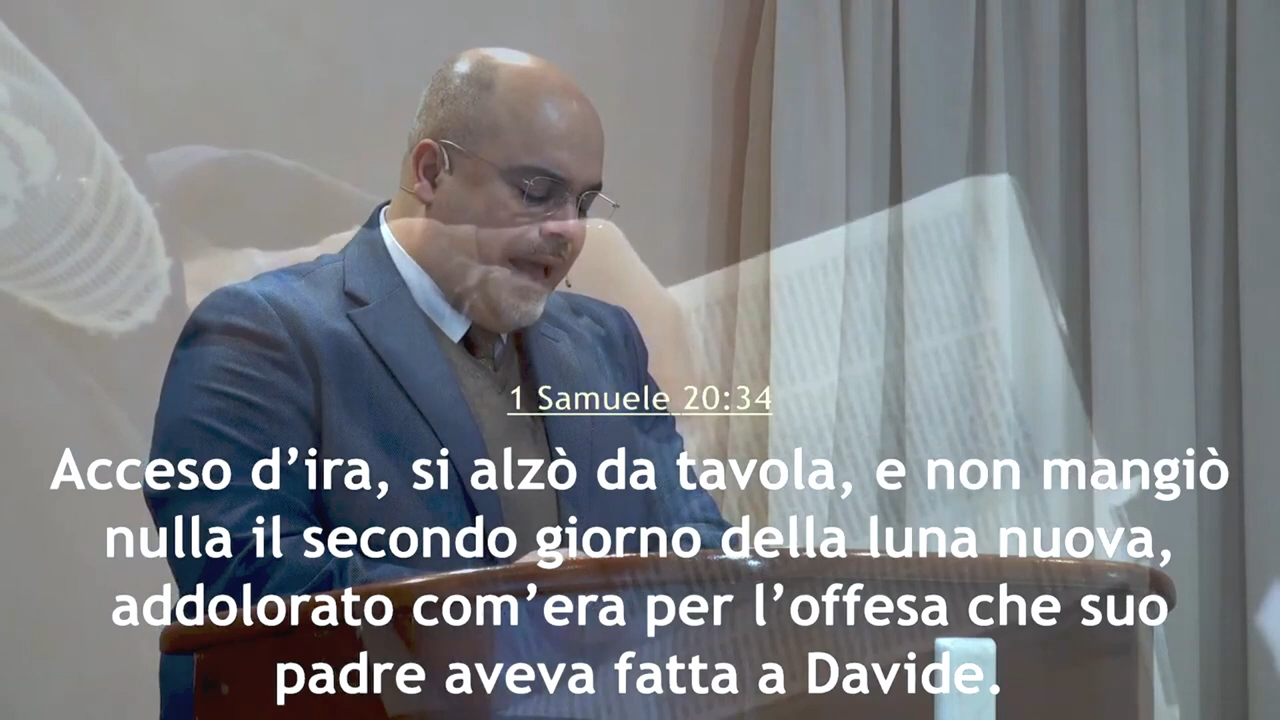 1 Samuele 20:34
Acceso d’ira, si alzò da tavola, e non mangiò
nulla il secondo giorno della luna nuova,
addolorato com’era per l’offesa che suo
padre aveva fatta a Davide.